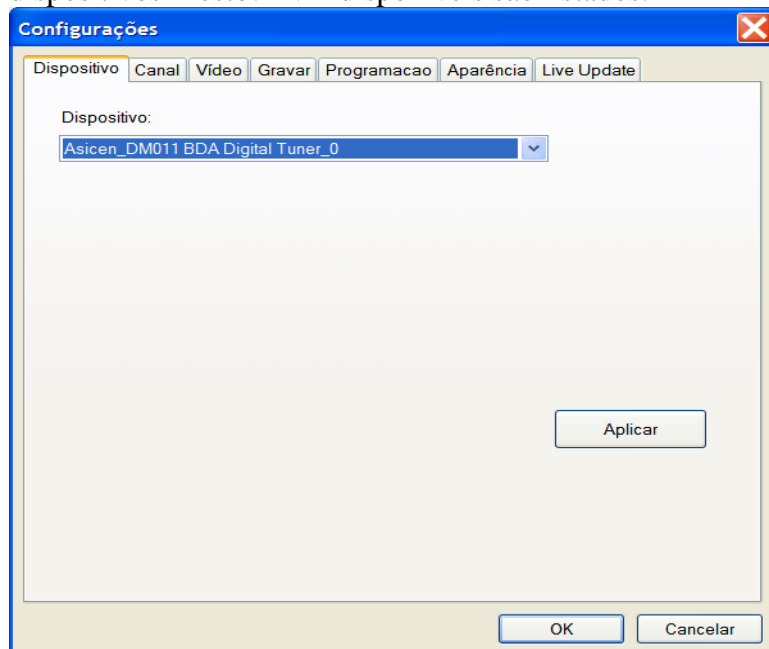 Configurações
Dispositivo Canal Vídeo Gravar Programacao Aparência Live Update
Dispositivo:
Asicen_DM011 BDA Digital Tuner_0
Aplicar
OK Cancelar